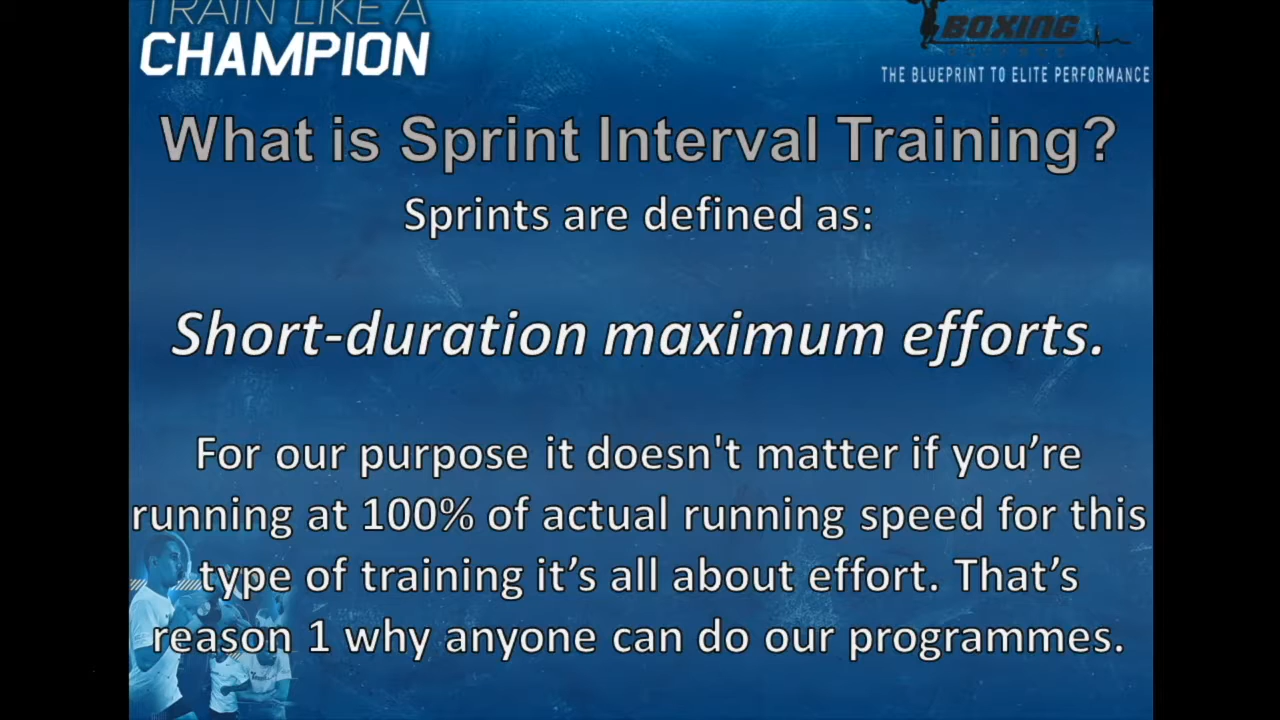 TRAIN LIKE A
CHAMPION
BOXING
THE BLUEPRINT TO ELITE PERFORMANCE
What is Sprint Interval Training?
Sprints are defined as:
Short-duration maximum efforts.
For our purpose it doesn't matter if you’re
running at 100% of actual running speed for this
type of training it’s all about effort. That’s
reason 1 why anyone can do our programmes.